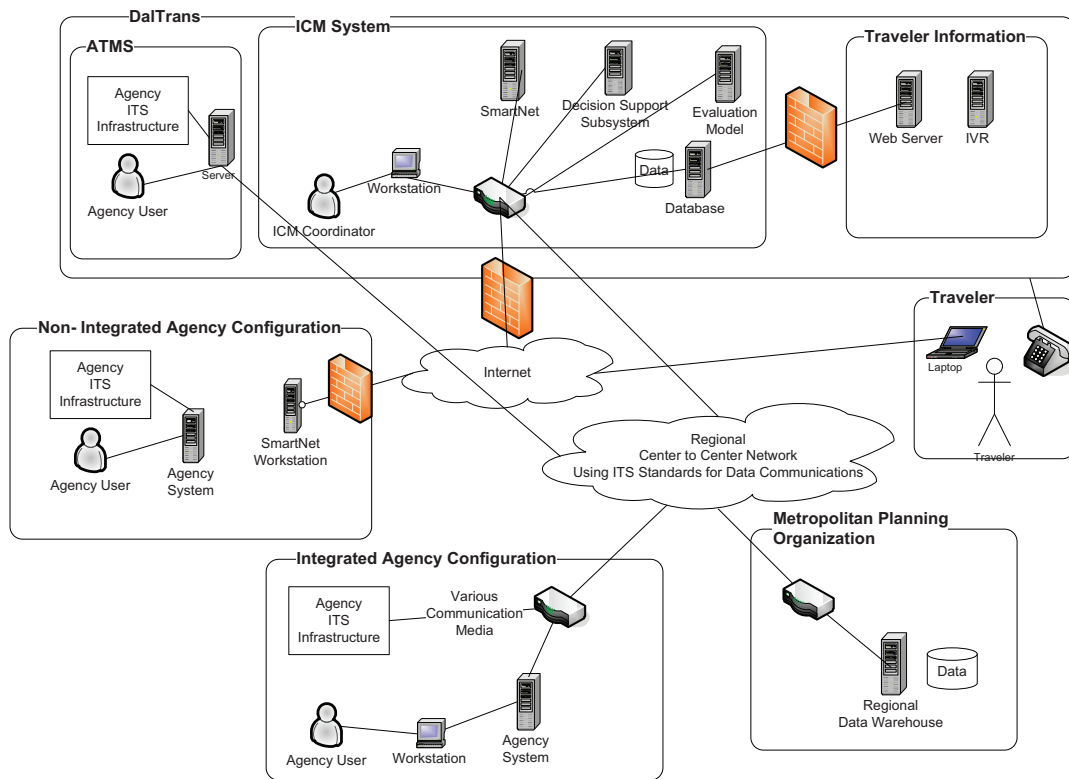 DalTrans
ATMS
Agency
ITS
Infrastructure
Server
Agency User
ICM System
SmartNet
Decision Support
Subsystem
Evaluation
Model
Workstation
ICM Coordinator
Data
Database
Traveler Information
Web Server
IVR
Non- Integrated Agency Configuration
Agency
ITS
Infrastructure
Agency User
Agency
System
SmartNet
Workstation
Internet
Traveler
Laptop
Traveler
Regional
Center to Center Network
Using ITS Standards for Data Communications
Integrated Agency Configuration
Agency
ITS
Infrastructure
Various
Communication
Media
Agency User
Workstation
Agency
System
Metropolitan Planning
Organization
Regional
Data Warehouse
Data